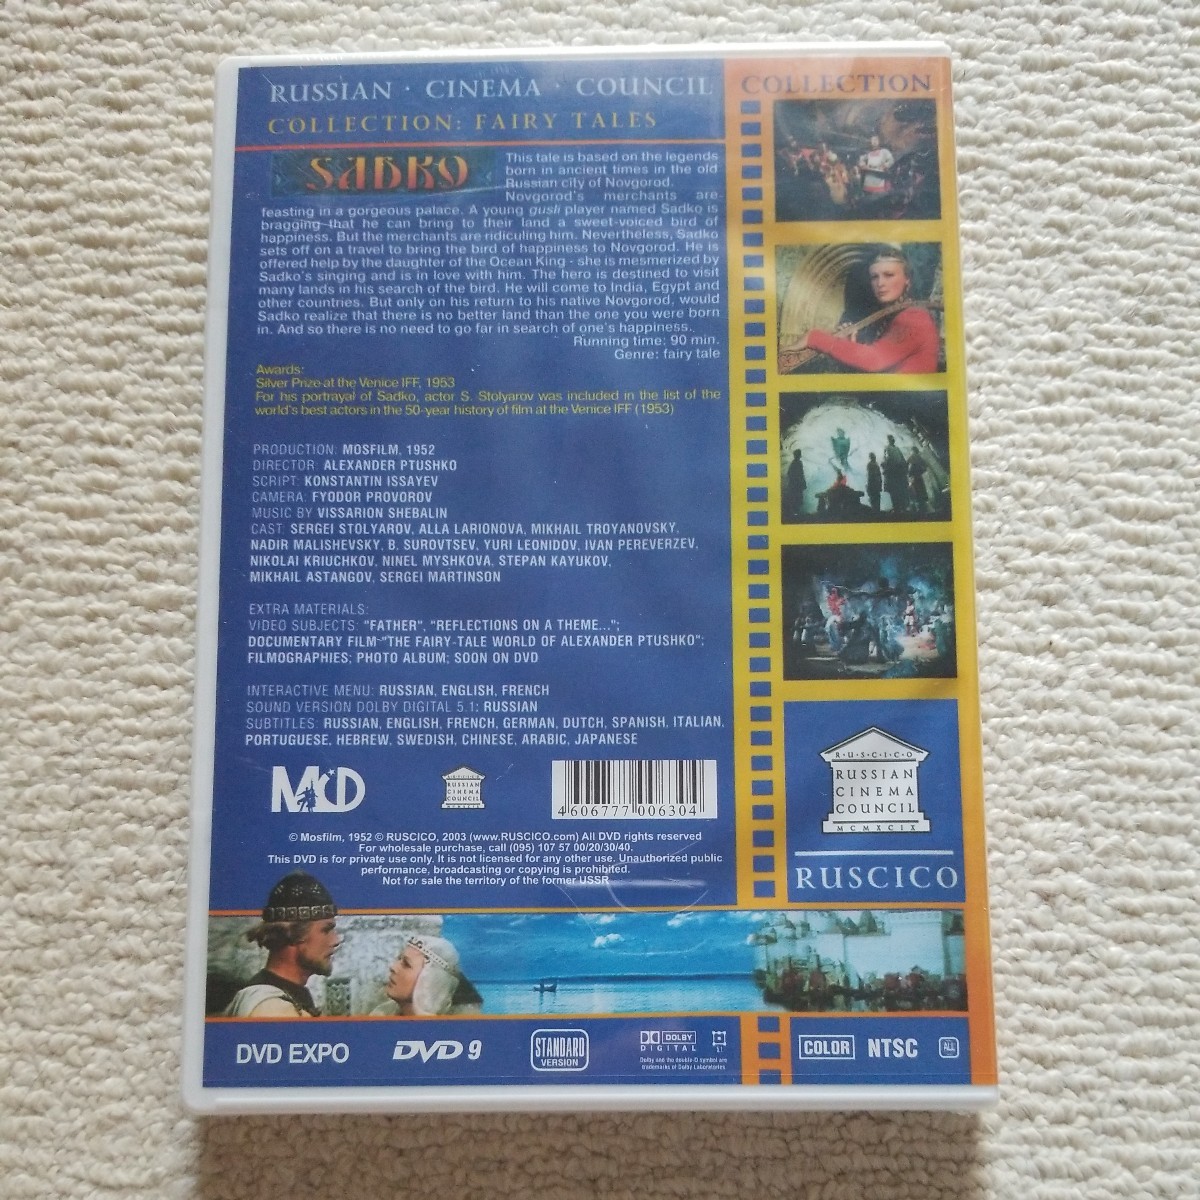 RUSSIAN · CINEMA · COUNCIL
COLLECTION
COLLECTION: FAIRY TALES
SADKO
This tale is based on the legends
born in ancient times in the old
Russian city of Novgorod.
Novgorod's merchants are
feasting in a gorgeous palace. A young gusli player named Sadko is
bragging that he can bring to their land a sweet-voiced bird of
happiness. But the merchants are ridiculing him. Nevertheless, Sadko
sets off on a travel to bring the bird of happiness to Novgorod. He is
offered help by the daughter of the Ocean King - she is mesmerized by
Sadko's singing and is in love with him. The hero is destined to visit
many lands in his search of the bird. He will come to India, Egypt and
other countries. But only on his return to his native Novgorod, would
Sadko realize that there is no better land than the one you were born
in. And so there is no need to go far in search of one's happiness.
Running time: 90 min.
Genre: fairy tale
Awards:
Silver Prize at the Venice IFF, 1953
For his portrayal of Sadko, actor S. Stolyarov was included in the list of the
world's best actors in the 50-year history of film at the Venice IFF (1953)
PRODUCTION: MOSFILM, 1952
DIRECTOR: ALEXANDER PTUSHKO
SCRIPT: KONSTANTIN ISSAYEV
CAMERA: FYODOR PROVOROV
MUSIC BY VISSARION SHEBALIN
CAST: SERGEI STOLYAROV, ALLA LARIONOVA, MIKHAIL TROYANOVSKY,
NADIR MALISHEVSKY, B. SUROVTSEV, YURI LEONIDOV, IVAN PEREVERZEV,
NIKOLAI KRIUCHKOV, NINEL MYSHKOVA, STEPAN KAYUKOV,
MIKHAIL ASTANGOV, SERGEI MARTINSON
EXTRA MATERIALS:
VIDEO SUBJECTS: "FATHER", "REFLECTIONS ON A THEME...";
DOCUMENTARY FILM-"THE FAIRY-TALE WORLD OF ALEXANDER PTUSHKO";
FILMOGRAPHIES; PHOTO ALBUM; SOON ON DVD
INTERACTIVE MENU: RUSSIAN, ENGLISH, FRENCH
SOUND VERSION DOLBY DIGITAL 5.1: RUSSIAN
SUBTITLES: RUSSIAN, ENGLISH, FRENCH, GERMAN, DUTCH, SPANISH, ITALIAN,
PORTUGUESE, HEBREW, SWEDISH, CHINESE, ARABIC, JAPANESE
R·U·S·C·I·C·O
RUSSIAN
CINEMA
COUNCIL
MCMXCIX
RUSCICO
MCD
RUSSIAN
CINEMA
COUNCIL
4 606777 006304
© Mosfilm, 1952 © RUSCICO, 2003 (www.RUSCICO.com) All DVD rights reserved
For wholesale purchase, call (095) 107 57 00/20/30/40.
This DVD is for private use only. It is not licensed for any other use. Unauthorized public
performance, broadcasting or copying is prohibited.
Not for sale the territory of the former USSR
DVD EXPO
DVD 9
STANDARD
VERSION
DOLBY
DIGITAL
5.1
Dolby and the double-D symbol are
trademarks of Dolby Laboratories.
COLOR
NTSC
ALL